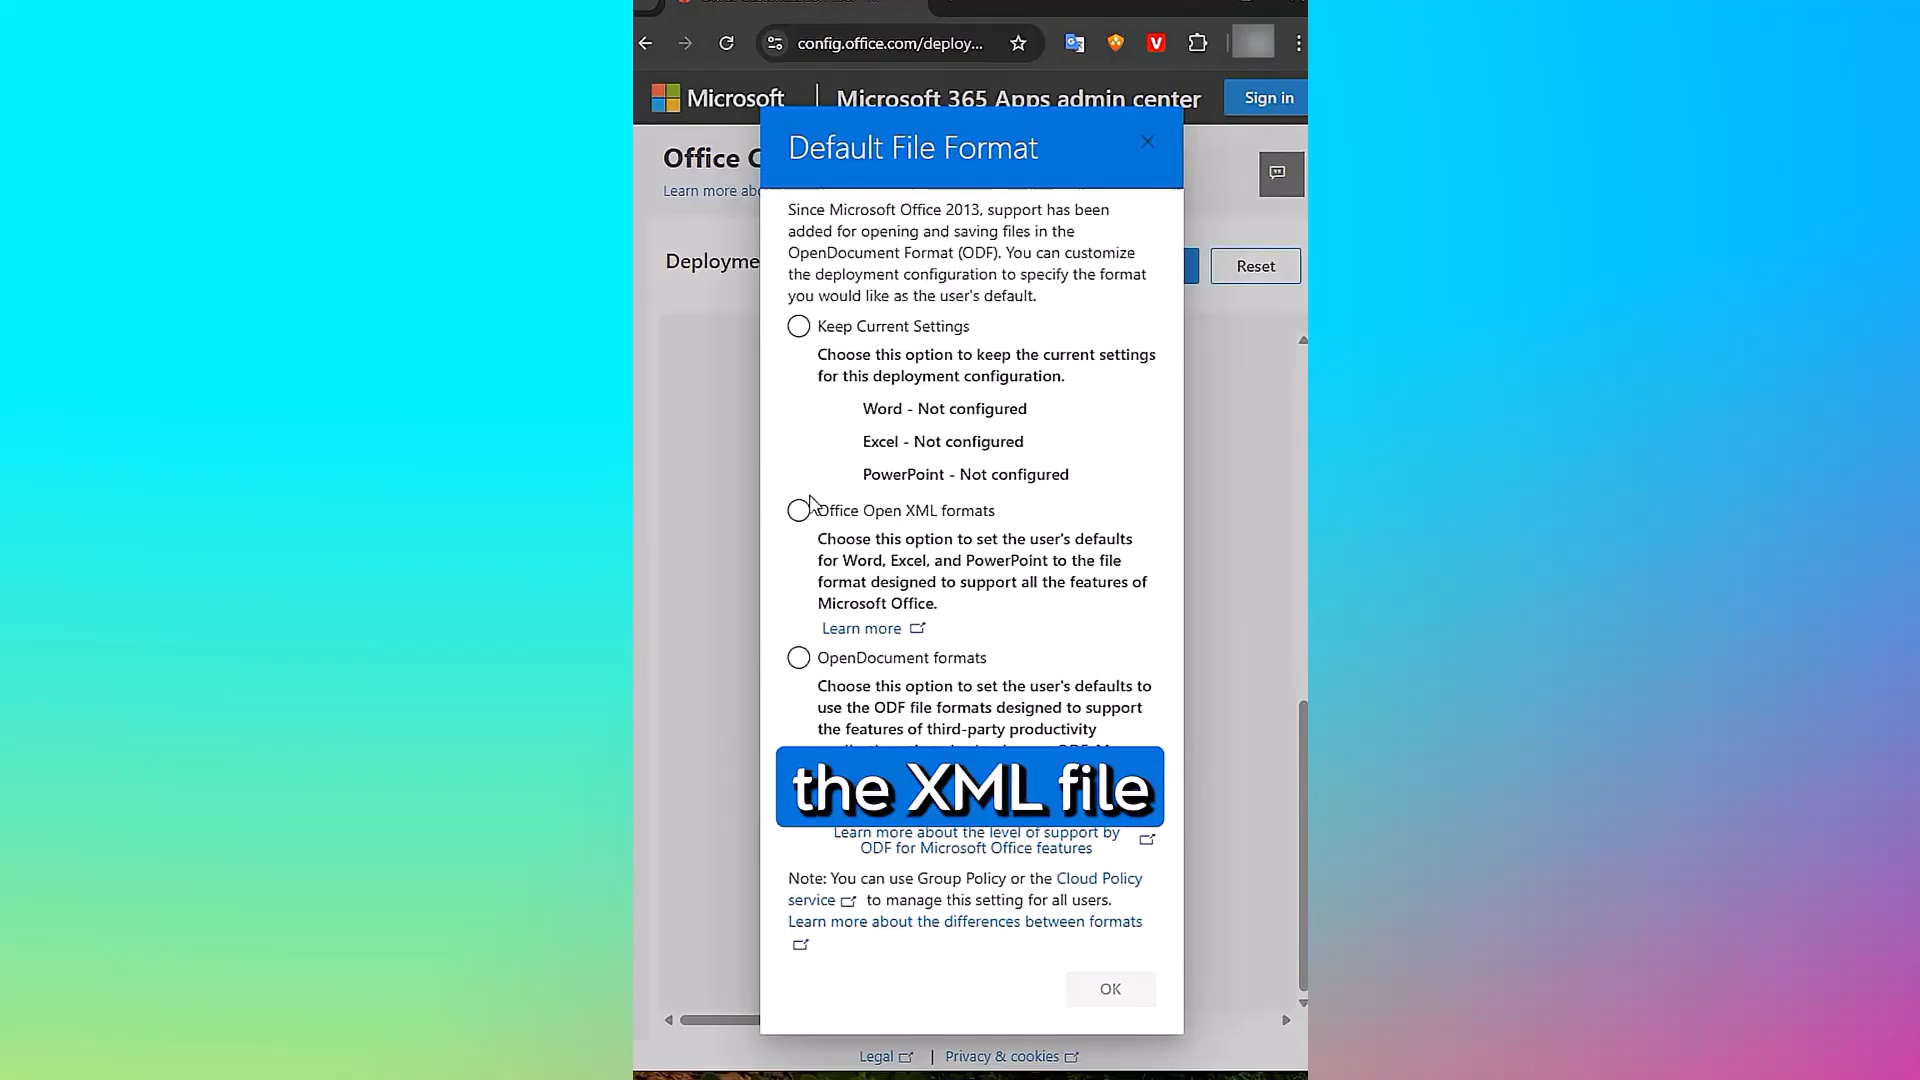 config.office.com/deploy...
Microsoft | Microsoft 365 Apps admin center
Sign in
Default File Format
Office C
Learn more abo
Deployme
Reset
Since Microsoft Office 2013, support has been
added for opening and saving files in the
OpenDocument Format (ODF). You can customize
the deployment configuration to specify the format
you would like as the user's default.
Keep Current Settings
Choose this option to keep the current settings
for this deployment configuration.
Word - Not configured
Excel - Not configured
PowerPoint - Not configured
Office Open XML formats
Choose this option to set the user's defaults
for Word, Excel, and PowerPoint to the file
format designed to support all the features of
Microsoft Office.
Learn more
OpenDocument formats
Choose this option to set the user's defaults to
use the ODF file formats designed to support
the features of third-party productivity
the XML file
Learn more about the level of support by
ODF for Microsoft Office features
Note: You can use Group Policy or the Cloud Policy
service to manage this setting for all users.
Learn more about the differences between formats
OK
Legal | Privacy & cookies